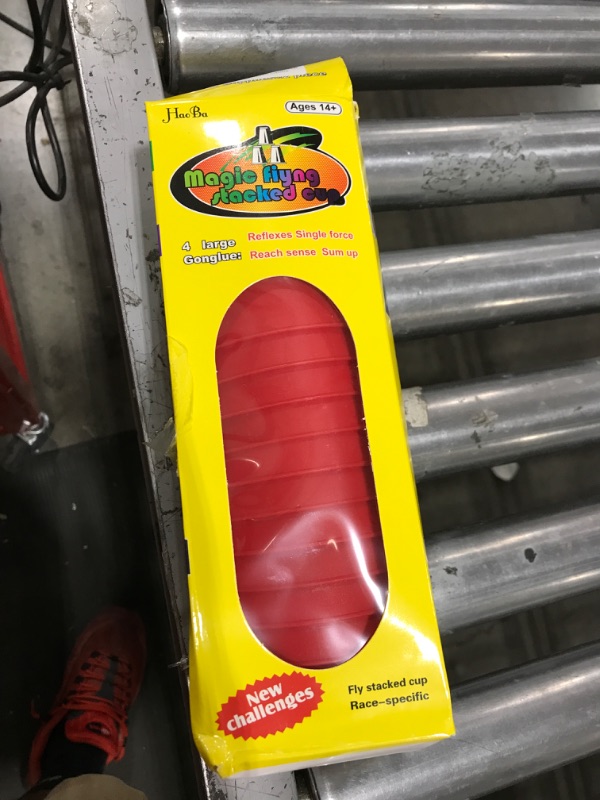 HaoBa
Ages 14+
Magic fiyng
stacked cup
4 large
Gonglue:
Reflexes Single force
Reach sense Sum up
New
challenges
Fly stacked cup
Race-specific